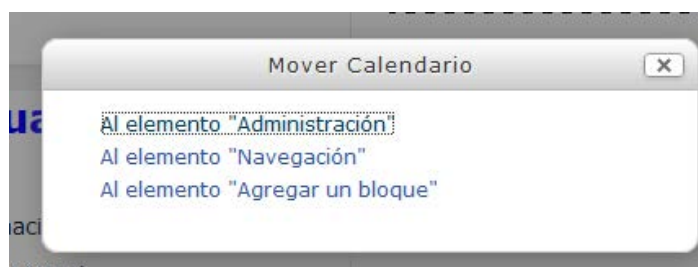 Mover Calendario
Al elemento "Administración"
Al elemento "Navegación"
Al elemento "Agregar un bloque"